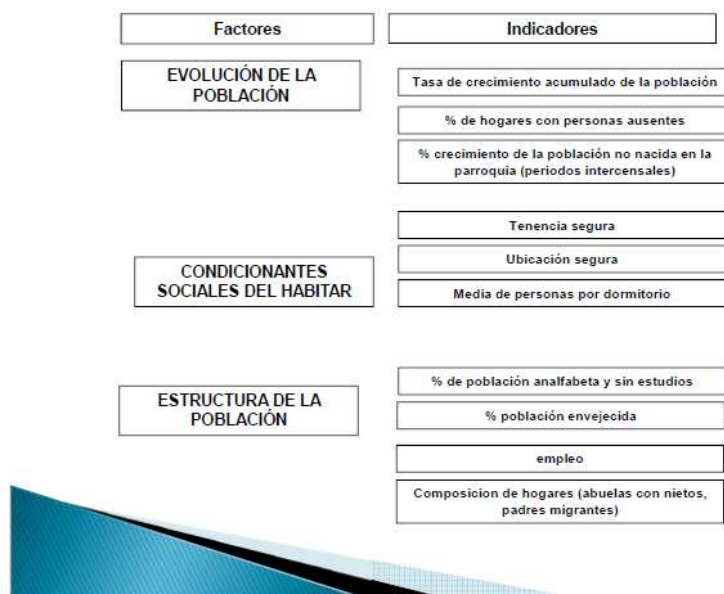 Factores
Indicadores
EVOLUCIÓN DE LA
POBLACIÓN
Tasa de crecimiento acumulado de la población
% de hogares con personas ausentes
% crecimiento de la población no nacida en la
parroquia (periodos intercensales)
CONDICIONANTES
SOCIALES DEL HABITAR
Tenencia segura
Ubicación segura
Media de personas por dormitorio
ESTRUCTURA DE LA
POBLACIÓN
% de población analfabeta y sin estudios
% población envejecida
empleo
Composicion de hogares (abuelas con nietos,
padres migrantes)